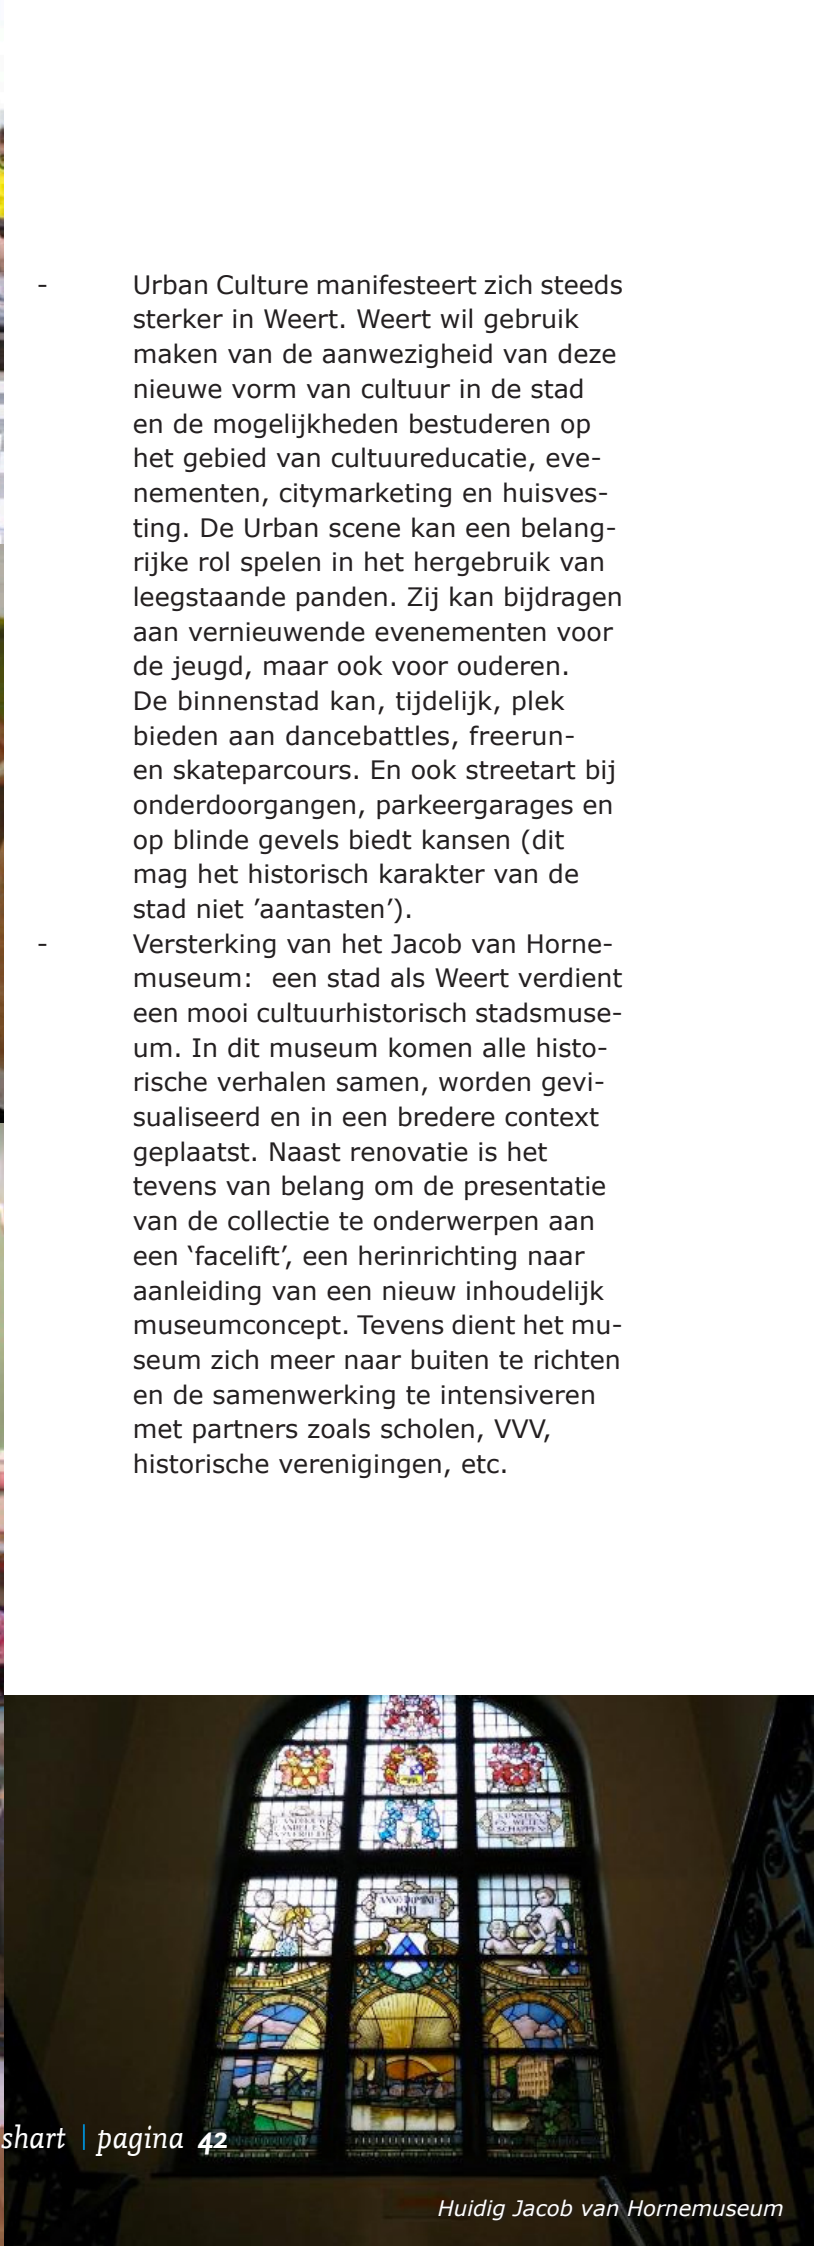 - Urban Culture manifesteert zich steeds
sterker in Weert. Weert wil gebruik
maken van de aanwezigheid van deze
nieuwe vorm van cultuur in de stad
en de mogelijkheden bestuderen op
het gebied van cultuureducatie, eve-
nementen, citymarketing en huisves-
ting. De Urban scene kan een belang-
rijke rol spelen in het hergebruik van
leegstaande panden. Zij kan bijdragen
aan vernieuwende evenementen voor
de jeugd, maar ook voor ouderen.
De binnenstad kan, tijdelijk, plek
bieden aan dancebattles, freerun-
en skateparcours. En ook streetart bij
onderdoorgangen, parkeergarages en
op blinde gevels biedt kansen (dit
mag het historisch karakter van de
stad niet ’aantasten’).
- Versterking van het Jacob van Horne-
museum:  een stad als Weert verdient
een mooi cultuurhistorisch stadsmuse-
um. In dit museum komen alle histo-
rische verhalen samen, worden gevi-
sualiseerd en in een bredere context
geplaatst. Naast renovatie is het
tevens van belang om de presentatie
van de collectie te onderwerpen aan
een ‘facelift’, een herinrichting naar
aanleiding van een nieuw inhoudelijk
museumconcept. Tevens dient het mu-
seum zich meer naar buiten te richten
en de samenwerking te intensiveren
met partners zoals scholen, VVV,
historische verenigingen, etc.
KUNSTEN-
EN WETEN
SCHAPPEN
ANNO DOMINI
1911
shart | pagina 42
Huidig Jacob van Hornemuseum